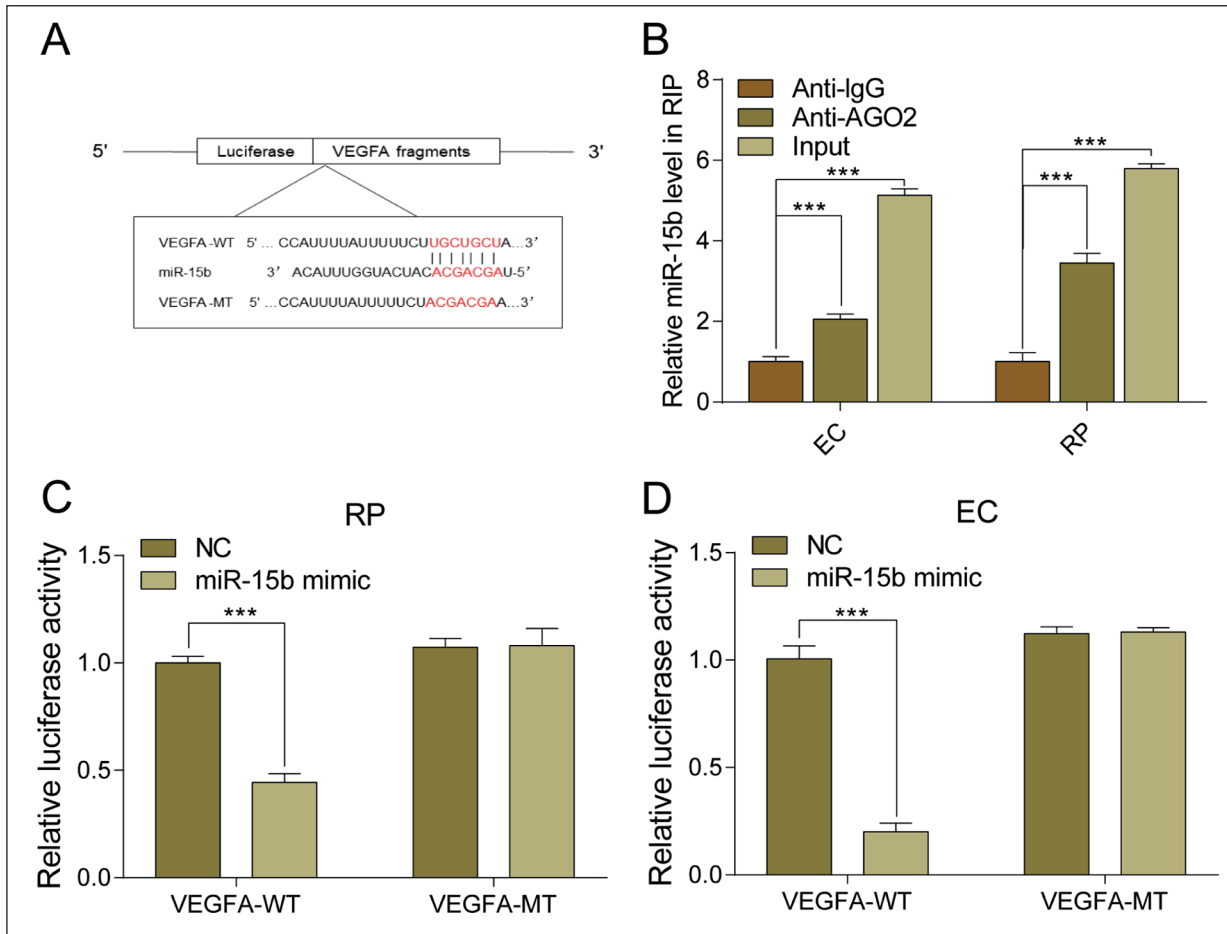 A
5' Luciferase VEGFA fragments 3'
VEGFA-WT 5' ... CCAUUUUAUUUUUCUUGCUGCUA...3'
miR-15b 3' ACAUUUGGUACUACACGACGAU-5'
VEGFA-MT 5' ...CCAUUUUAUUUUUCUACGACGAA...3'
B
Relative miR-15b level in RIP
8
6
4
2
0
Anti-IgG
Anti-AGO2
Input
***
***
***
***
EC
RP
C
RP
Relative luciferase activity
1.5
1.0
0.5
0.0
NC
miR-15b mimic
***
VEGFA-WT
VEGFA-MT
D
EC
Relative luciferase activity
1.5
1.0
0.5
0.0
NC
miR-15b mimic
***
VEGFA-WT
VEGFA-MT